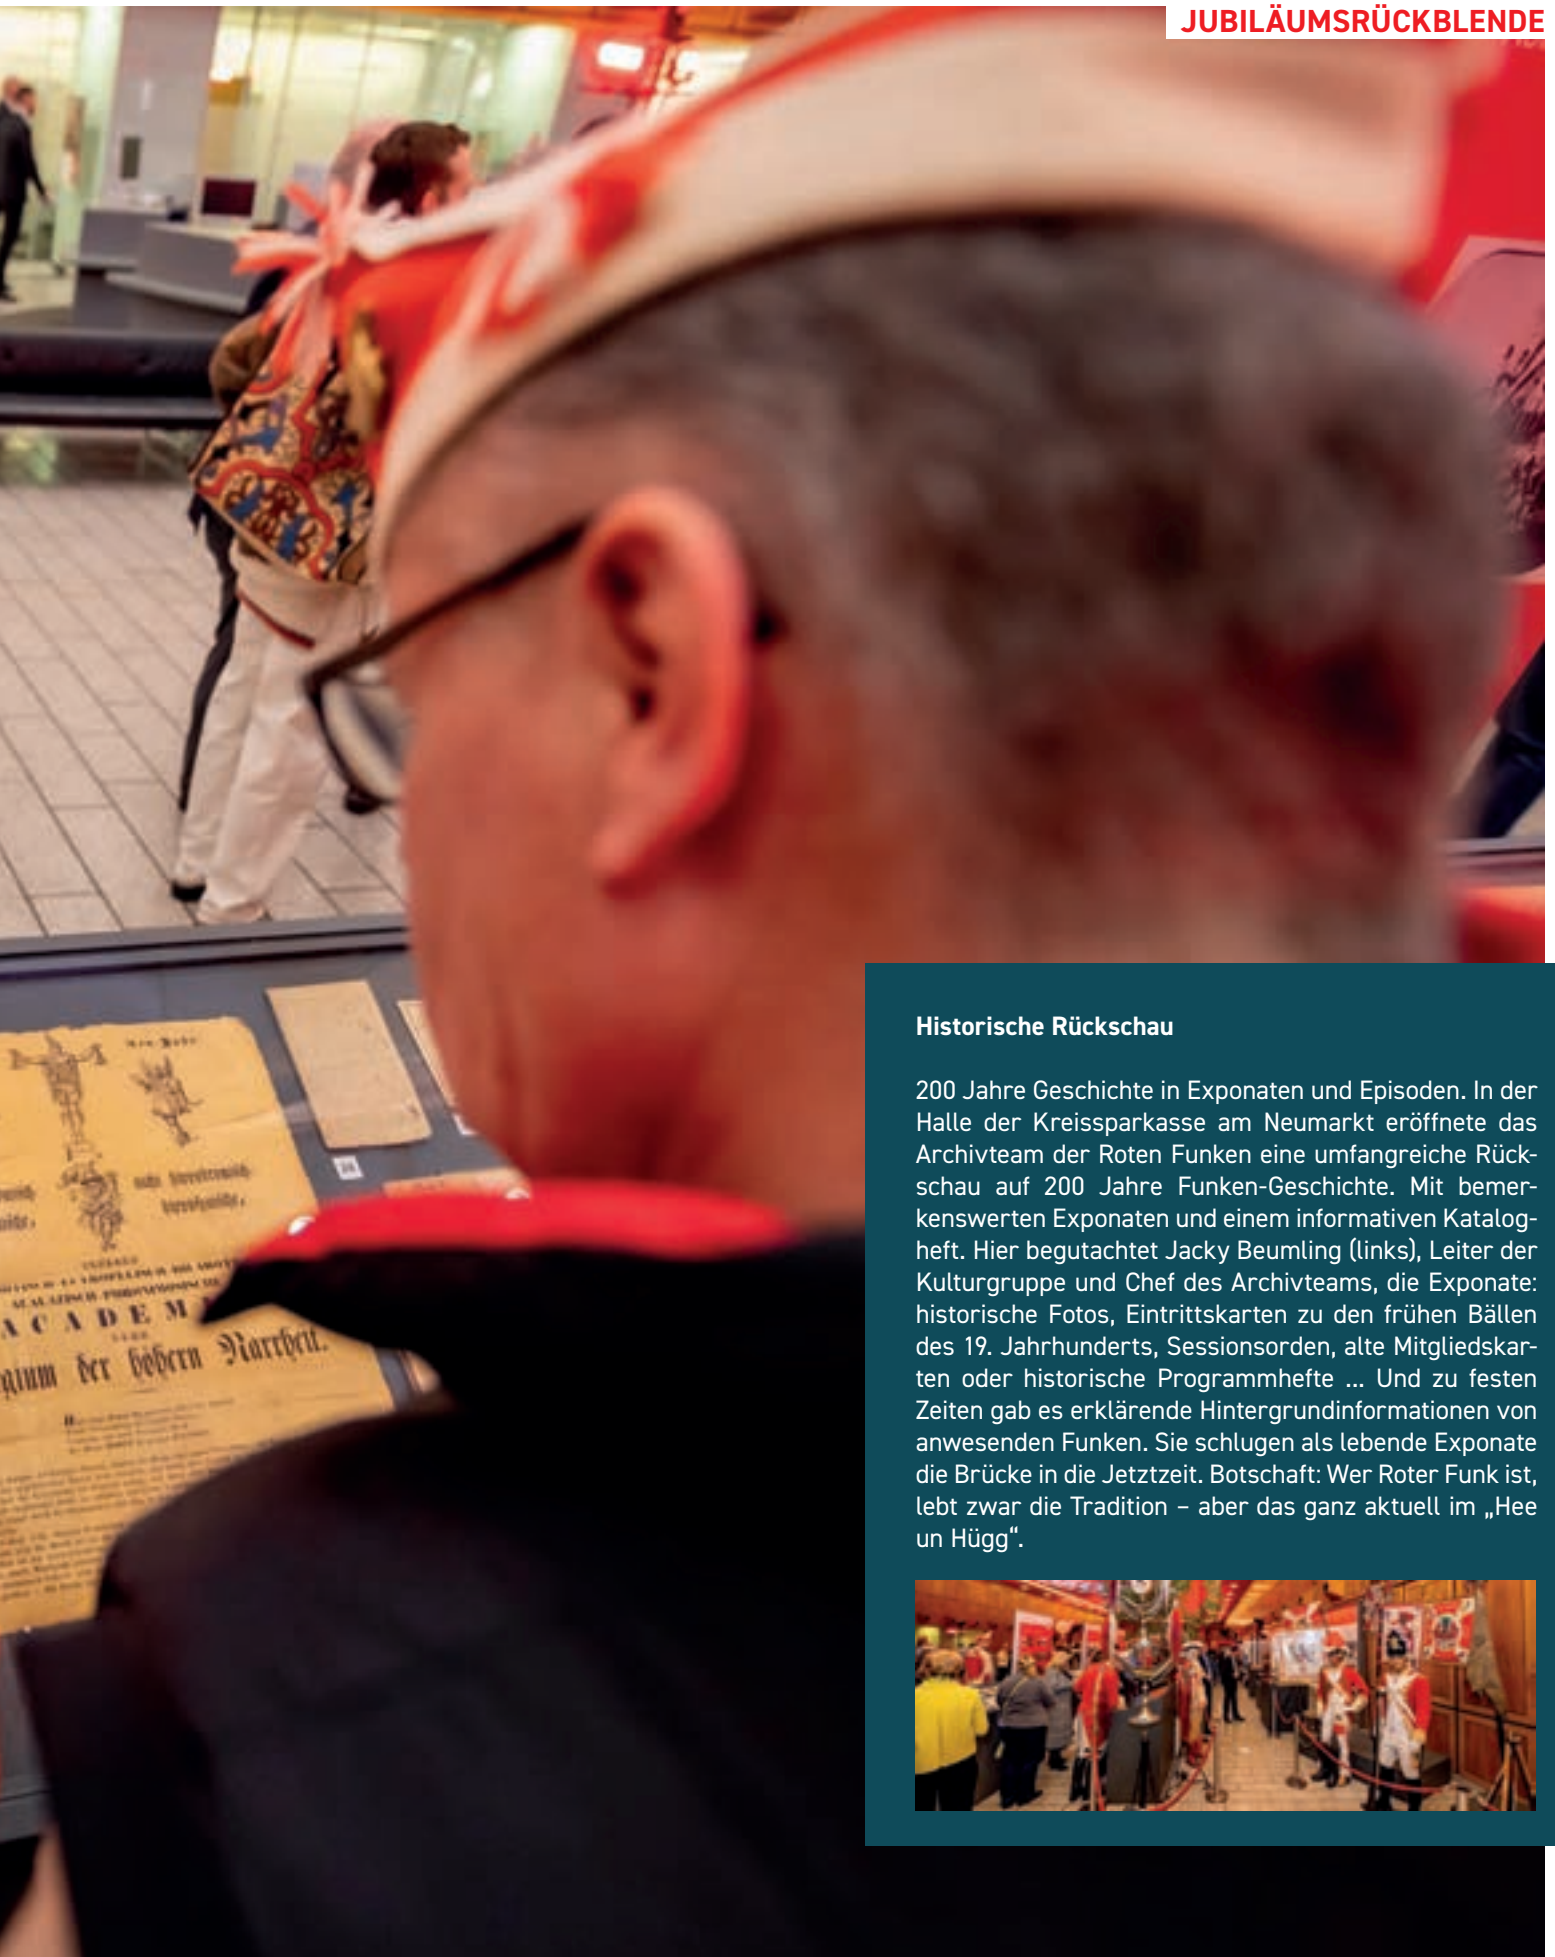 JUBILÄUMSRÜCKBLENDE
ACADEM
der höhern Narrheit.
Historische Rückschau
200 Jahre Geschichte in Exponaten und Episoden. In der
Halle der Kreissparkasse am Neumarkt eröffnete das
Archivteam der Roten Funken eine umfangreiche Rück-
schau auf 200 Jahre Funken-Geschichte. Mit bemer-
kenswerten Exponaten und einem informativen Katalog-
heft. Hier begutachtet Jacky Beumling (links), Leiter der
Kulturgruppe und Chef des Archivteams, die Exponate:
historische Fotos, Eintrittskarten zu den frühen Bällen
des 19. Jahrhunderts, Sessionsorden, alte Mitgliedskar-
ten oder historische Programmhefte ... Und zu festen
Zeiten gab es erklärende Hintergrundinformationen von
anwesenden Funken. Sie schlugen als lebende Exponate
die Brücke in die Jetztzeit. Botschaft: Wer Roter Funk ist,
lebt zwar die Tradition – aber das ganz aktuell im „Hee
un Hügg“.